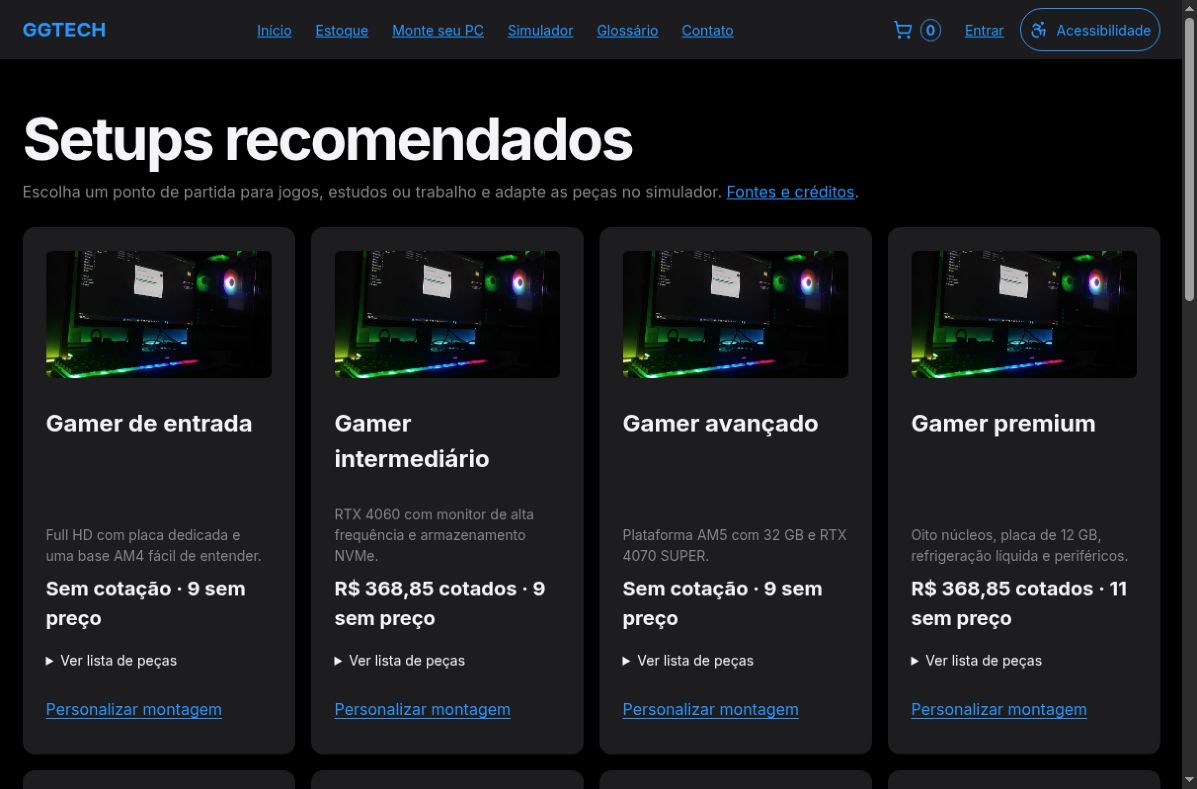 GGTECH
Início
Estoque
Monte seu PC
Simulador
Glossário
Contato
0
Entrar
Acessibilidade
Setups recomendados
Escolha um ponto de partida para jogos, estudos ou trabalho e adapte as peças no simulador. Fontes e créditos.
Gamer de entrada
Full HD com placa dedicada e
uma base AM4 fácil de entender.
Sem cotação · 9 sem
preço
Ver lista de peças
Personalizar montagem
Gamer
intermediário
RTX 4060 com monitor de alta
frequência e armazenamento
NVMe.
R$ 368,85 cotados · 9
sem preço
Ver lista de peças
Personalizar montagem
Gamer avançado
Plataforma AM5 com 32 GB e RTX
4070 SUPER.
Sem cotação · 9 sem
preço
Ver lista de peças
Personalizar montagem
Gamer premium
Oito núcleos, placa de 12 GB,
refrigeração líquida e periféricos.
R$ 368,85 cotados · 11
sem preço
Ver lista de peças
Personalizar montagem